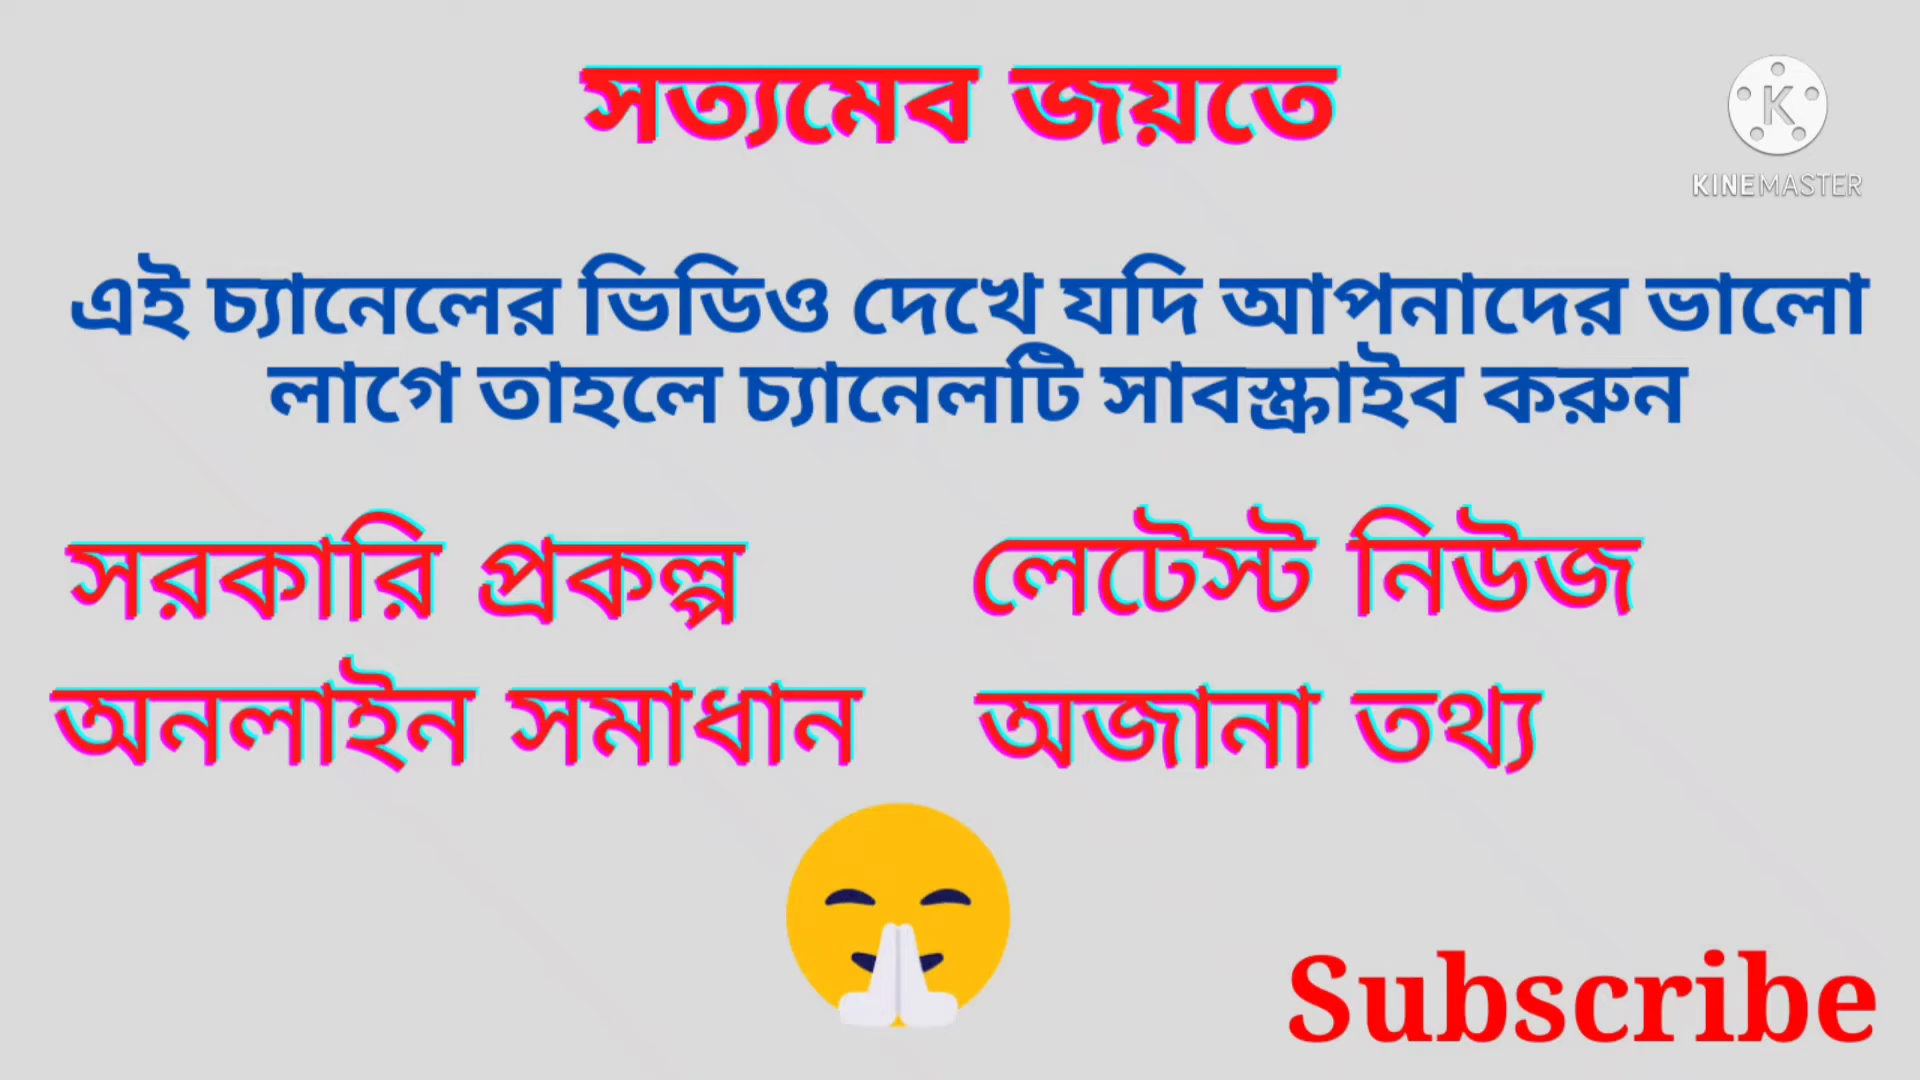 সত্যমেব জয়তে
K
KINEMASTER
এই চ্যানেলের ভিডিও দেখে যদি আপনাদের ভালো
লাগে তাহলে চ্যানেলটি সাবস্ক্রাইব করুন
সরকারি প্রকল্প
লেটেস্ট নিউজ
অনলাইন সমাধান
অজানা তথ্য
Subscribe